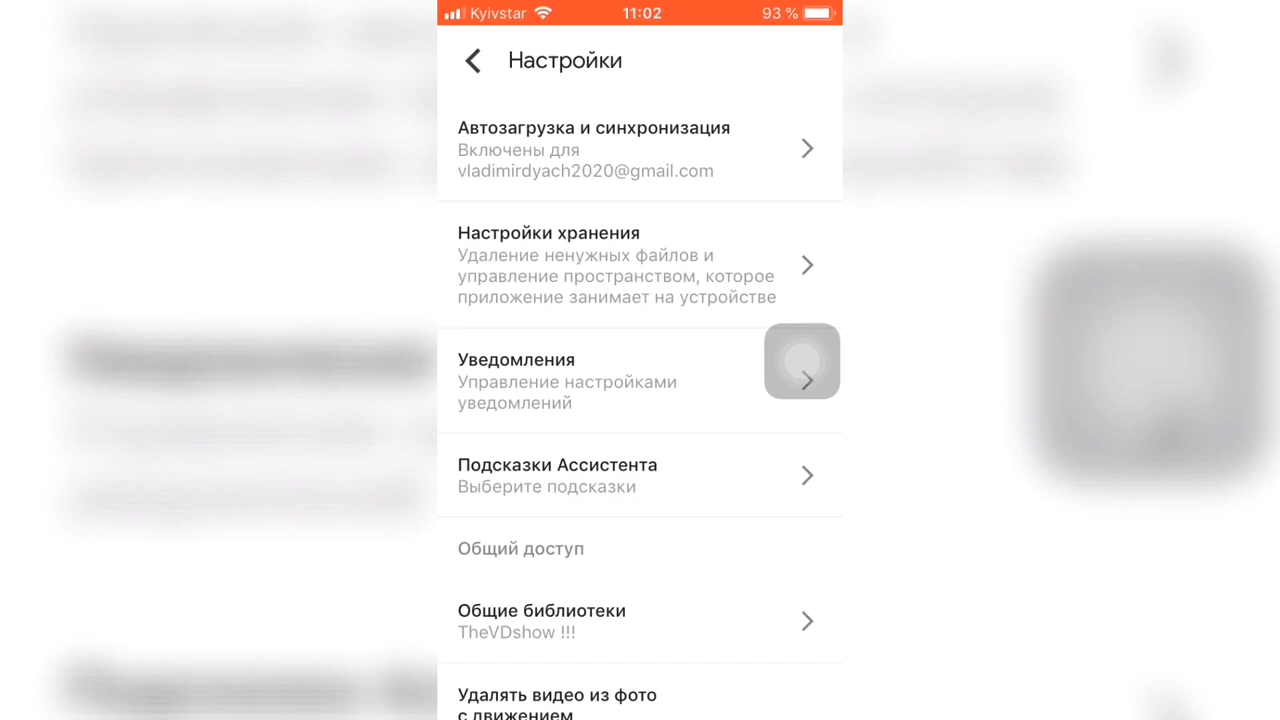 Kyivstar 11:02 93 %
Настройки
Автозагрузка и синхронизация
Включены для
vladimirdyach2020@gmail.com
Настройки хранения
Удаление ненужных файлов и
управление пространством, которое
приложение занимает на устройстве
Уведомления
Управление настройками
уведомлений
Подсказки Ассистента
Выберите подсказки
Общий доступ
Общие библиотеки
TheVDshow !!!
Удалять видео из фото
с движением